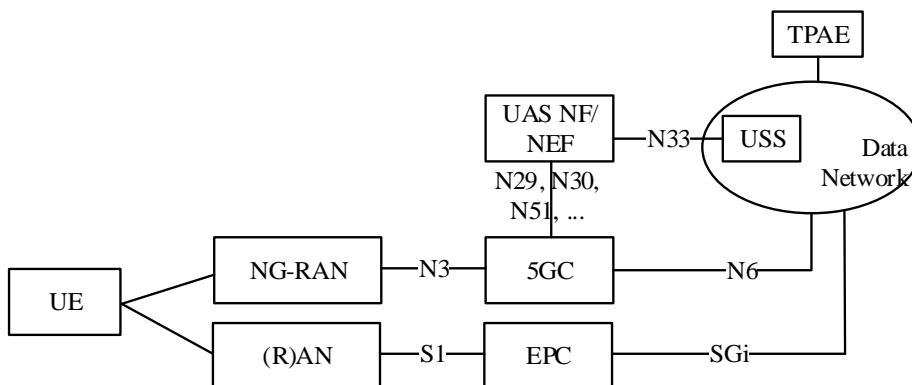 TPAE
UAS NF/
NEF
N33
USS
Data
Network
N29, N30,
N51, ...
NG-RAN
N3
5GC
N6
UE
(R)AN
S1
EPC
SGi